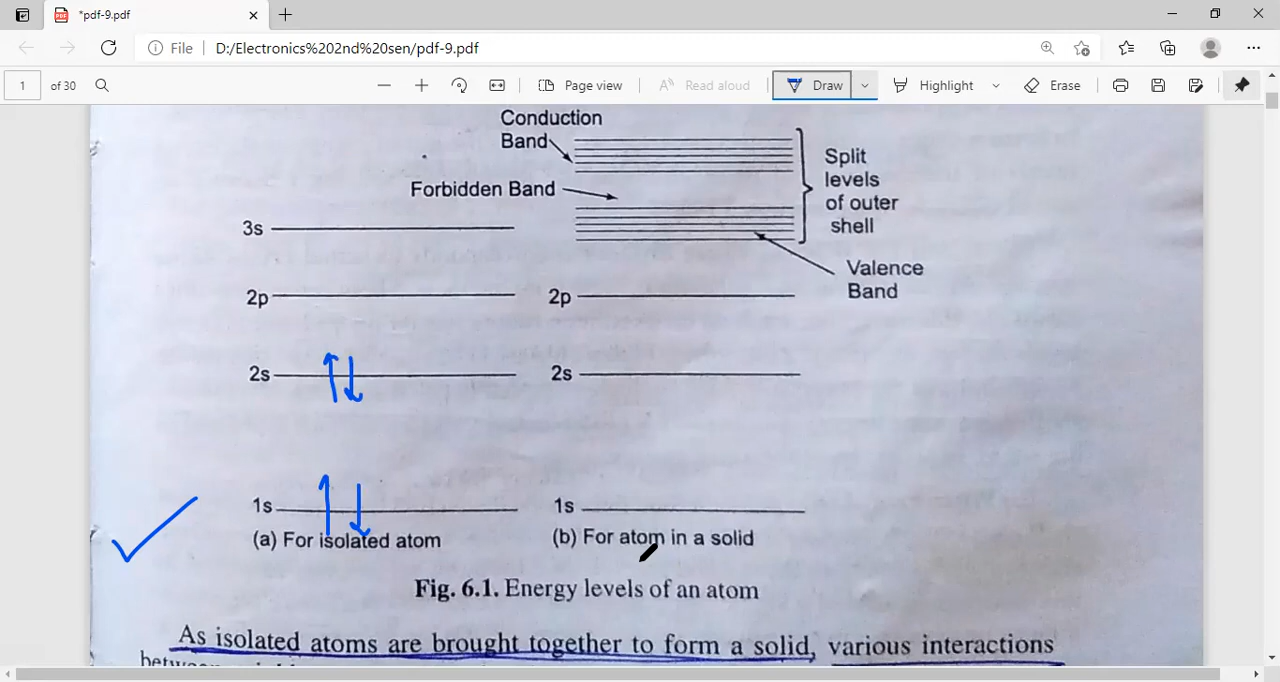 *pdf-9.pdf
File
D:/Electronics%202nd%20sen/pdf-9.pdf
1
of 30
Page view
Read aloud
Draw
Highlight
Erase
Conduction
Band
Forbidden Band
Split
levels
of outer
shell
3s
Valence
Band
2p
2p
2s
2s
1s
1s
(a) For isolated atom
(b) For atom in a solid
Fig. 6.1. Energy levels of an atom
As isolated atoms are brought together to form a solid, various interactions